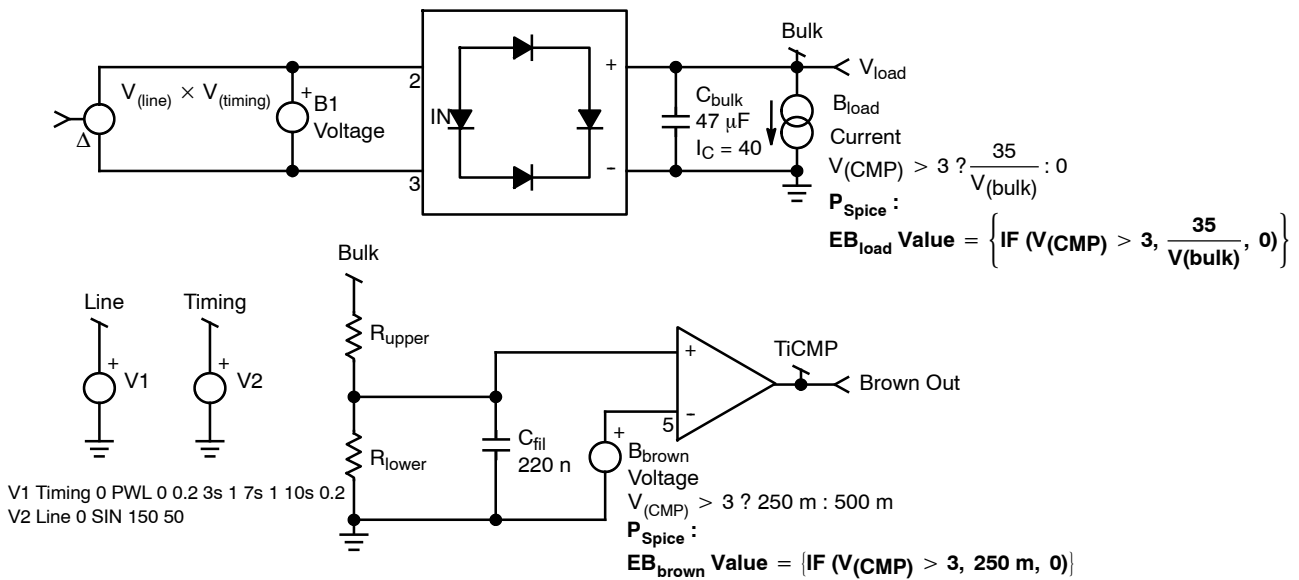 Bulk
V(line) × V(timing)
Δ
+
B1
Voltage
2
3
IN
+
-
Cbulk
47 μF
IC = 40
Vload
Bload
Current
V(CMP) > 3 ? 35 / V(bulk) : 0
PSpice :
EBload Value = {IF (V(CMP) > 3, 35 / V(bulk), 0)}
Line
Timing
+
V1
+
V2
V1 Timing 0 PWL 0 0.2 3s 1 7s 1 10s 0.2
V2 Line 0 SIN 150 50
Bulk
Rupper
Rlower
Cfil
220 n
+
-
5
TiCMP
Brown Out
+
Bbrown
Voltage
V(CMP) > 3 ? 250 m : 500 m
PSpice :
EBbrown Value = {IF (V(CMP) > 3, 250 m, 0)}